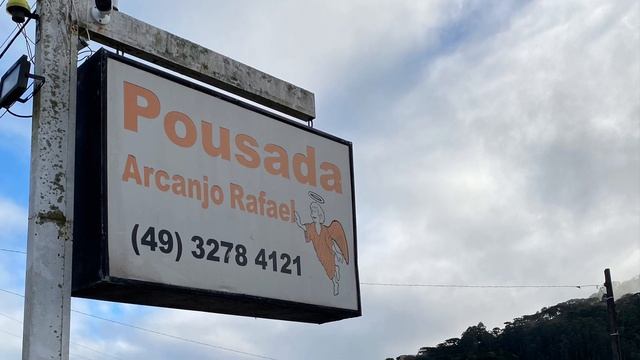 Pousada
Arcanjo Rafael
(49) 3278 4121